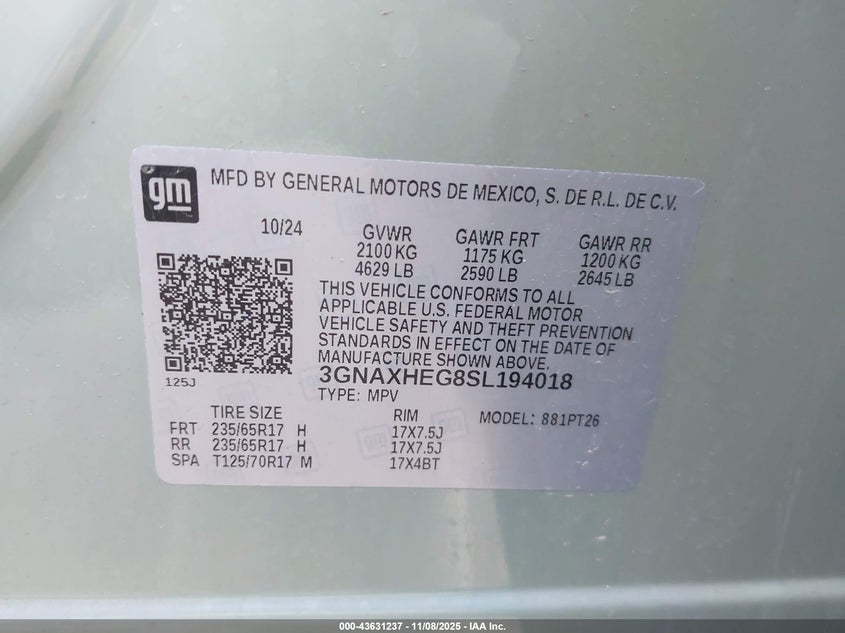 gm MFD BY GENERAL MOTORS DE MEXICO, S. DE R.L. DE C.V.
10/24 GVWR GAWR FRT GAWR RR
2100 KG 1175 KG 1200 KG
4629 LB 2590 LB 2645 LB
THIS VEHICLE CONFORMS TO ALL
APPLICABLE U.S. FEDERAL MOTOR
VEHICLE SAFETY AND THEFT PREVENTION
STANDARDS IN EFFECT ON THE DATE OF
MANUFACTURE SHOWN ABOVE.
125J 3GNAXHEG8SL194018
TYPE: MPV
TIRE SIZE RIM MODEL: 881PT26
FRT 235/65R17 H 17X7.5J
RR 235/65R17 H 17X7.5J
SPA T125/70R17 M 17X4BT
000-43631237 - 11/08/2025 - IAA Inc.